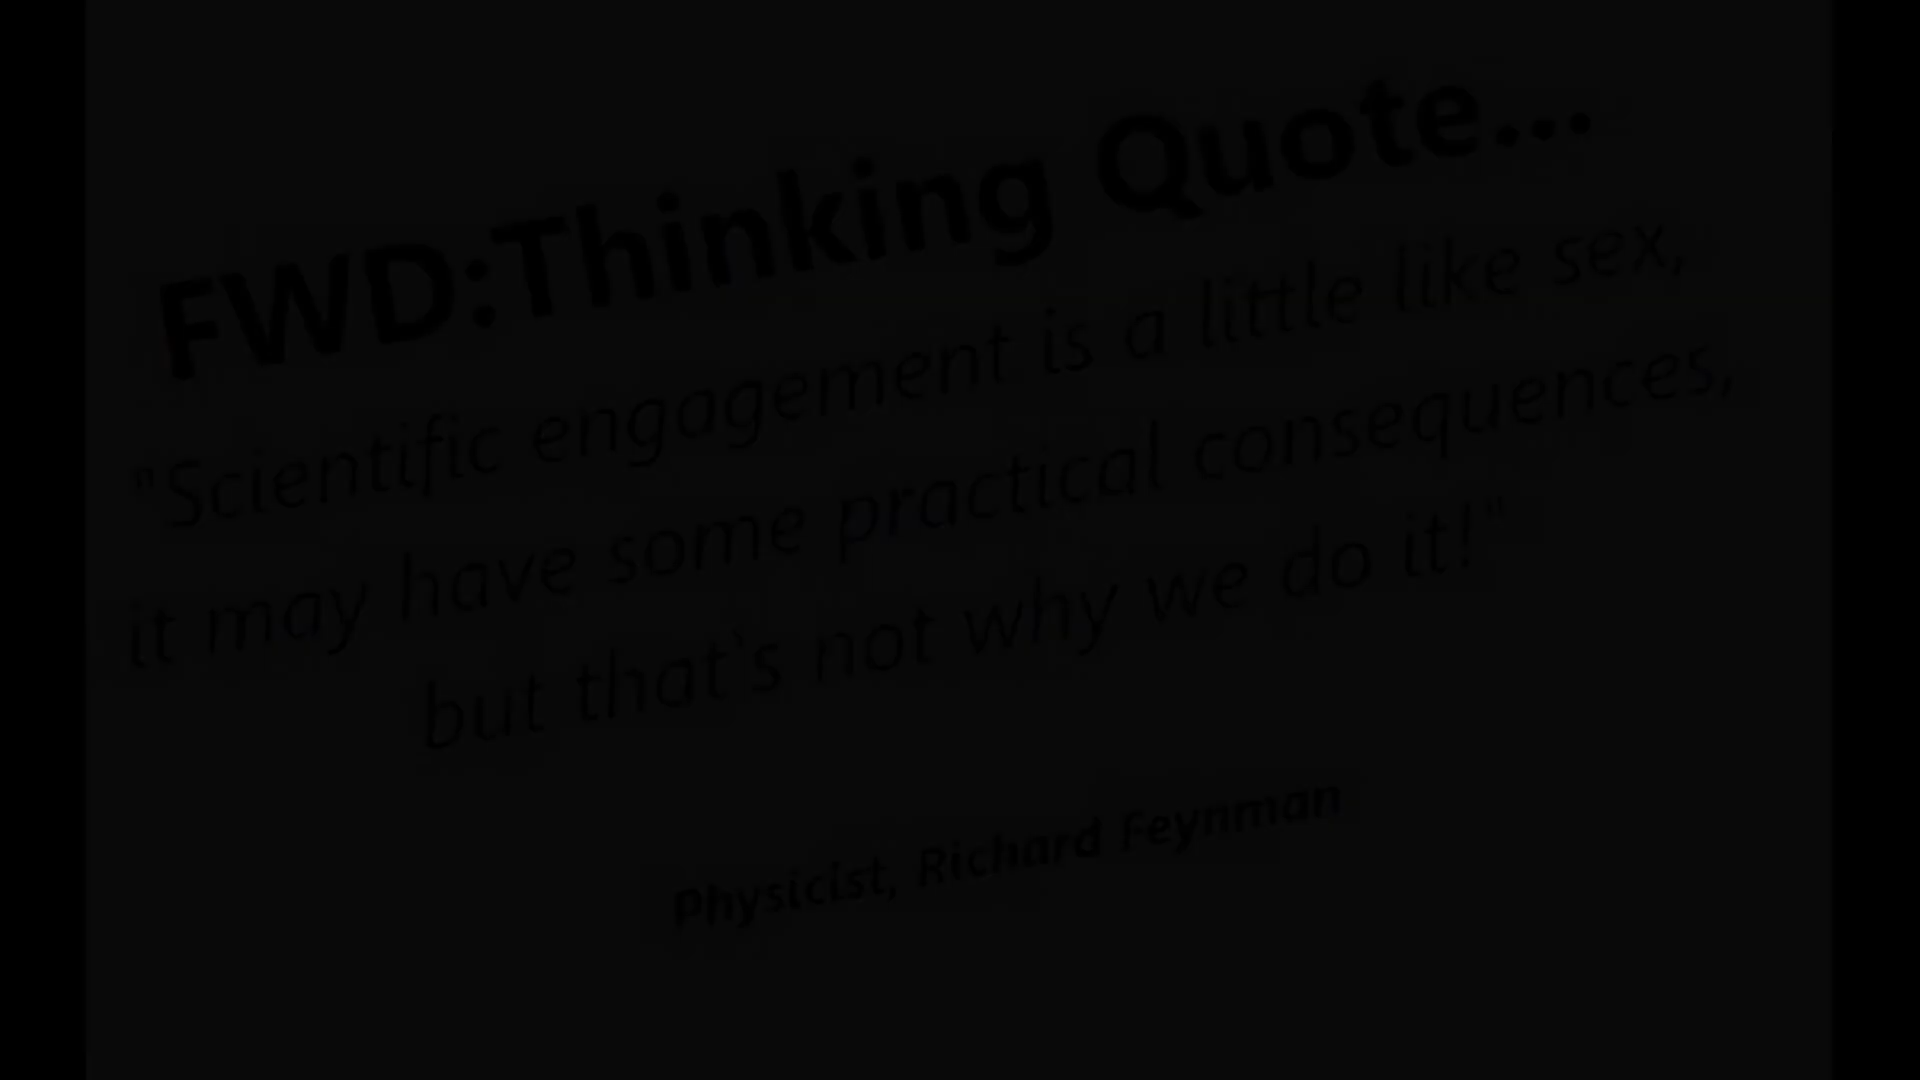 FWD:Thinking Quote...
"Scientific engagement is a little like sex,
it may have some practical consequences,
but that's not why we do it!"
Physicist, Richard Feynman